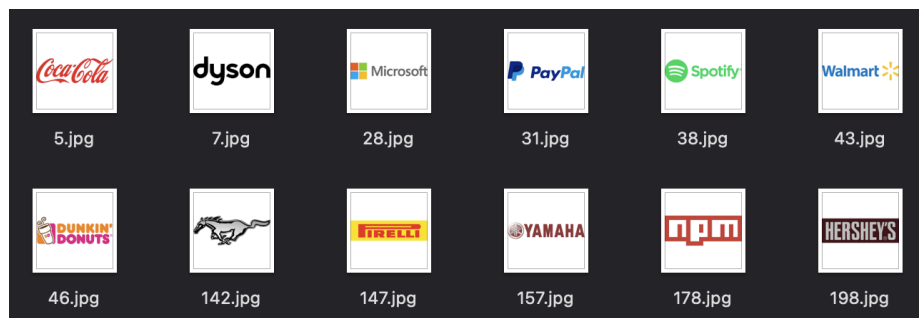 Coca-Cola dyson Microsoft PayPal Spotify Walmart
5.jpg 7.jpg 28.jpg 31.jpg 38.jpg 43.jpg
DUNKIN'
DONUTS
PIRELLI YAMAHA npm HERSHEY'S
46.jpg 142.jpg 147.jpg 157.jpg 178.jpg 198.jpg